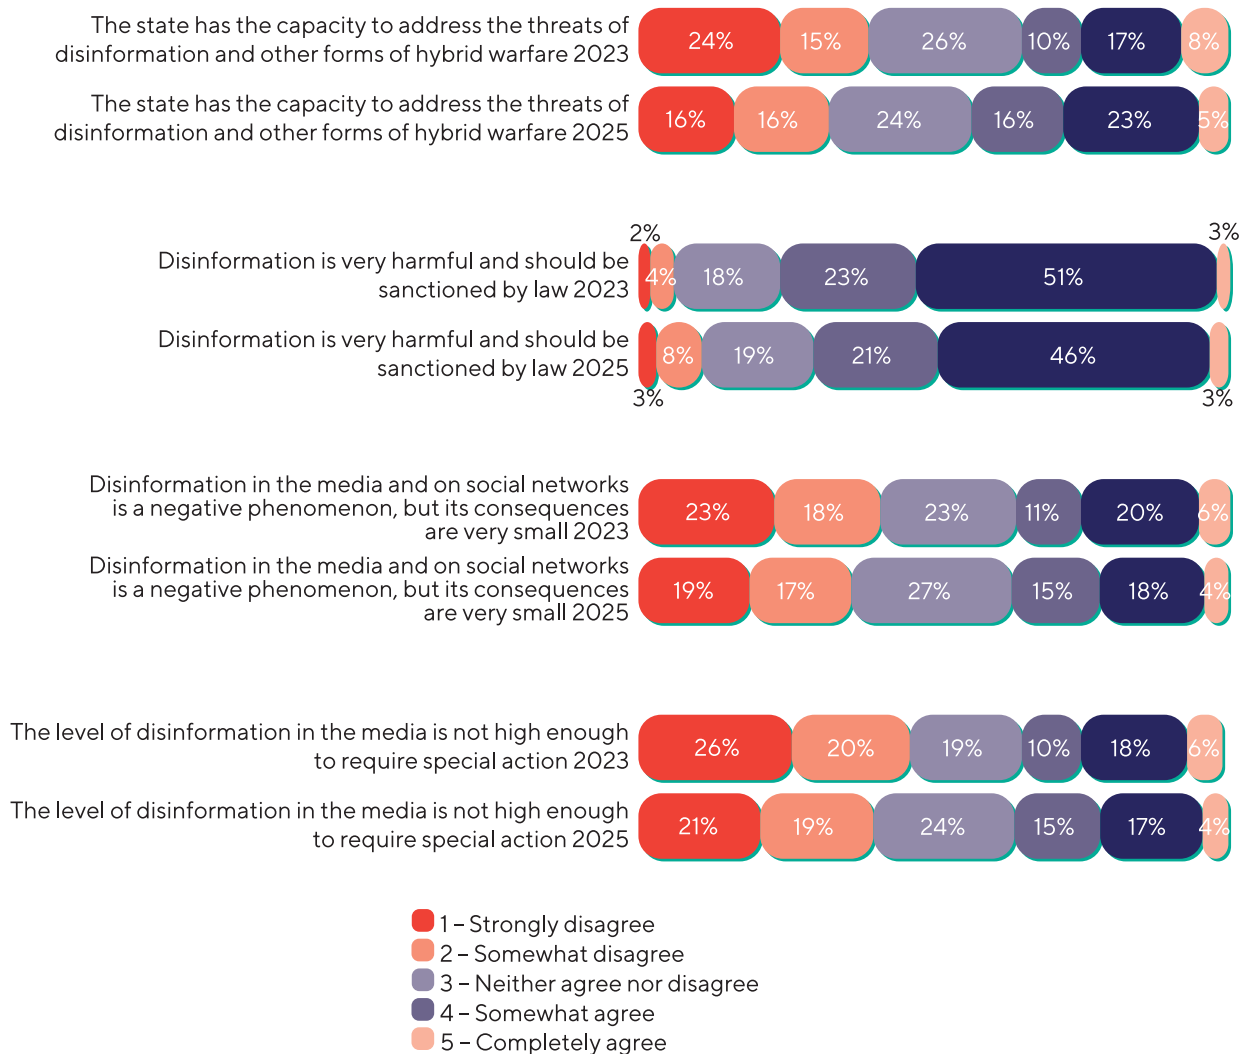 The state has the capacity to address the threats of
disinformation and other forms of hybrid warfare 2023
24% 15% 26% 10% 17% 8%
The state has the capacity to address the threats of
disinformation and other forms of hybrid warfare 2025
16% 16% 24% 16% 23% 5%
2% 3%
Disinformation is very harmful and should be
sanctioned by law 2023
4% 18% 23% 51%
Disinformation is very harmful and should be
sanctioned by law 2025
8% 19% 21% 46%
3% 3%
Disinformation in the media and on social networks
is a negative phenomenon, but its consequences
are very small 2023
23% 18% 23% 11% 20% 6%
Disinformation in the media and on social networks
is a negative phenomenon, but its consequences
are very small 2025
19% 17% 27% 15% 18% 4%
The level of disinformation in the media is not high enough
to require special action 2023
26% 20% 19% 10% 18% 6%
The level of disinformation in the media is not high enough
to require special action 2025
21% 19% 24% 15% 17% 4%
1 – Strongly disagree
2 – Somewhat disagree
3 – Neither agree nor disagree
4 – Somewhat agree
5 – Completely agree